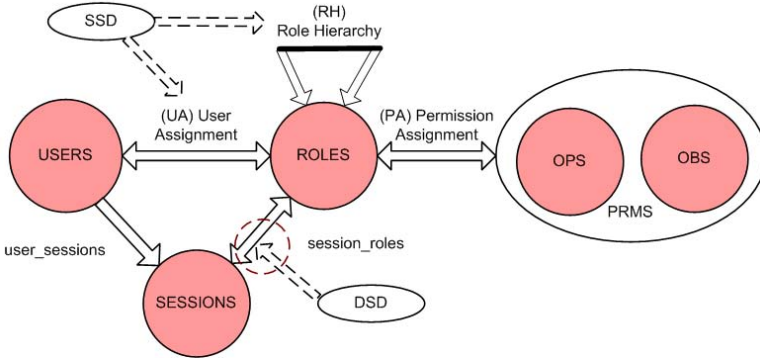 SSD
(RH)
Role Hierarchy
(UA) User
Assignment
(PA) Permission
Assignment
USERS
ROLES
OPS
OBS
PRMS
user_sessions
session_roles
SESSIONS
DSD